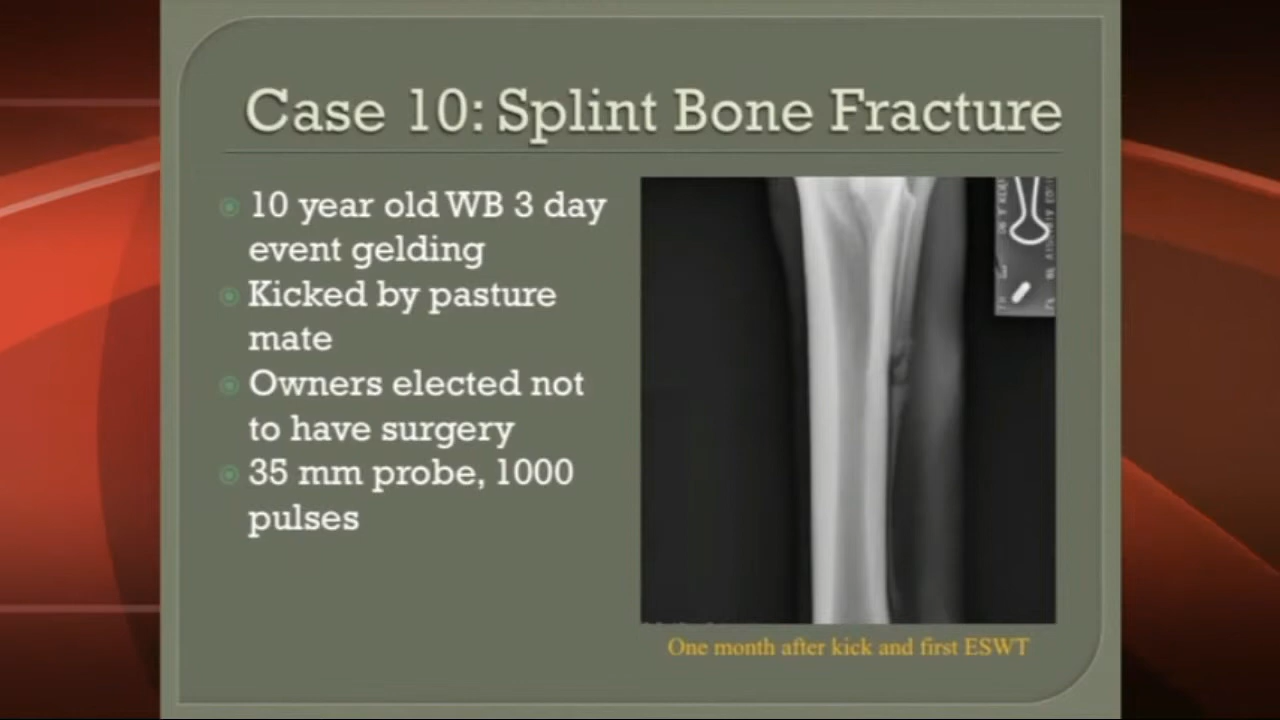 Case 10: Splint Bone Fracture
10 year old WB 3 day
event gelding
Kicked by pasture
mate
Owners elected not
to have surgery
35 mm probe, 1000
pulses
One month after kick and first ESWT